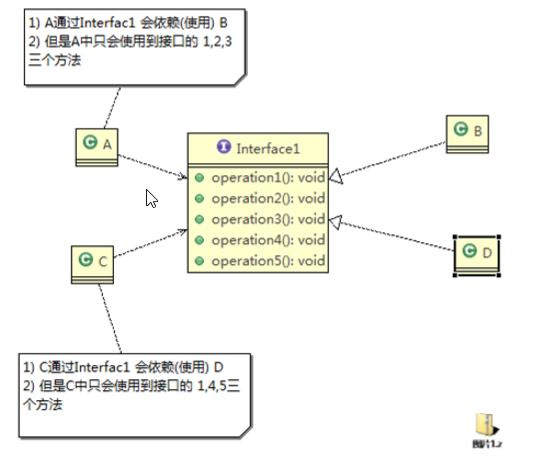 1) A通过Interfac1 会依赖(使用) B
2) 但是A中只会使用到接口的 1,2,3
三个方法
C A
I Interface1
C B
operation1(): void
operation2(): void
operation3(): void
operation4(): void
operation5(): void
C C
C D
1) C通过Interfac1 会依赖(使用) D
2) 但是C中只会使用到接口的 1,4,5三
个方法
图片1.z